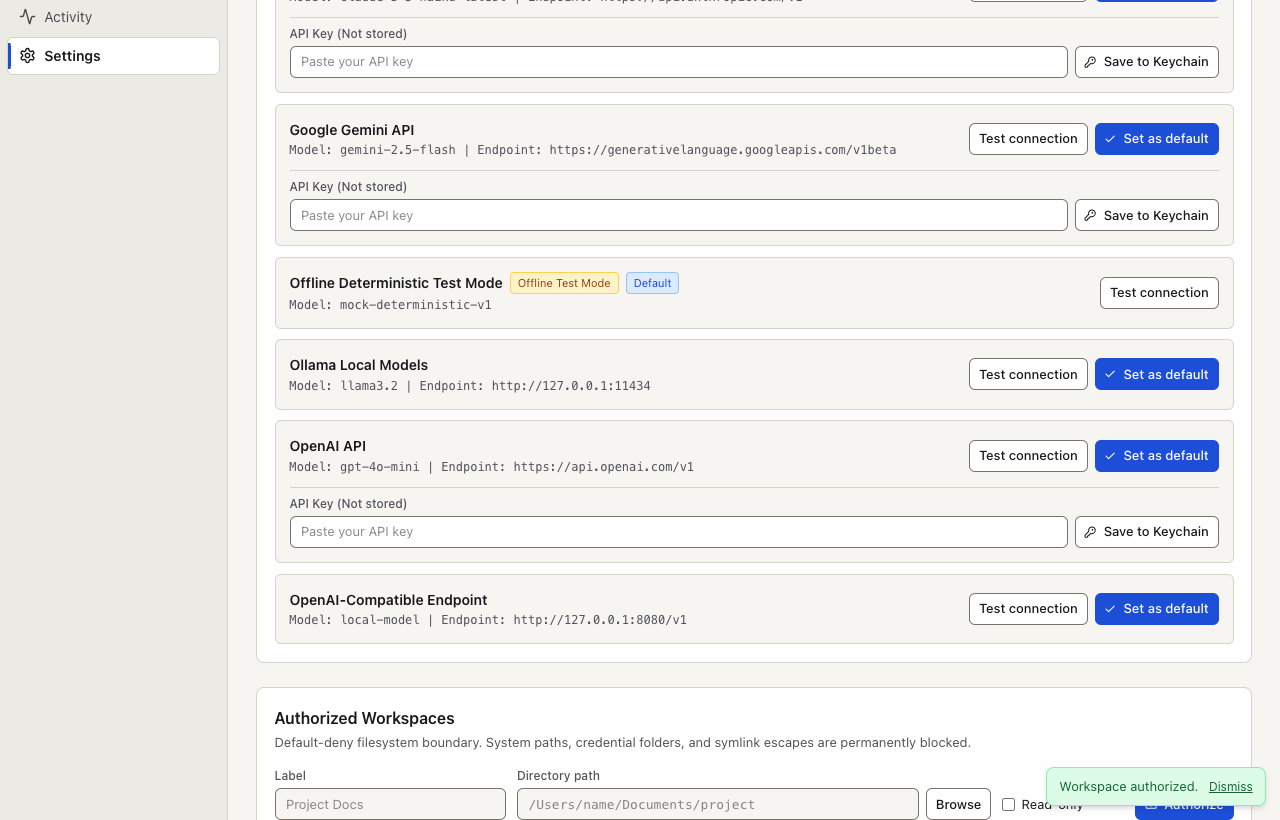 Activity
Settings
API Key (Not stored)
Paste your API key
Save to Keychain
Google Gemini API
Test connection
Set as default
Model: gemini-2.5-flash | Endpoint: https://generativelanguage.googleapis.com/v1beta
API Key (Not stored)
Paste your API key
Save to Keychain
Offline Deterministic Test Mode Offline Test Mode Default
Test connection
Model: mock-deterministic-v1
Ollama Local Models
Test connection
Set as default
Model: llama3.2 | Endpoint: http://127.0.0.1:11434
OpenAI API
Test connection
Set as default
Model: gpt-4o-mini | Endpoint: https://api.openai.com/v1
API Key (Not stored)
Paste your API key
Save to Keychain
OpenAI-Compatible Endpoint
Test connection
Set as default
Model: local-model | Endpoint: http://127.0.0.1:8080/v1
Authorized Workspaces
Default-deny filesystem boundary. System paths, credential folders, and symlink escapes are permanently blocked.
Label
Directory path
Project Docs
/Users/name/Documents/project
Browse
Read-only
Authorize
Workspace authorized. Dismiss